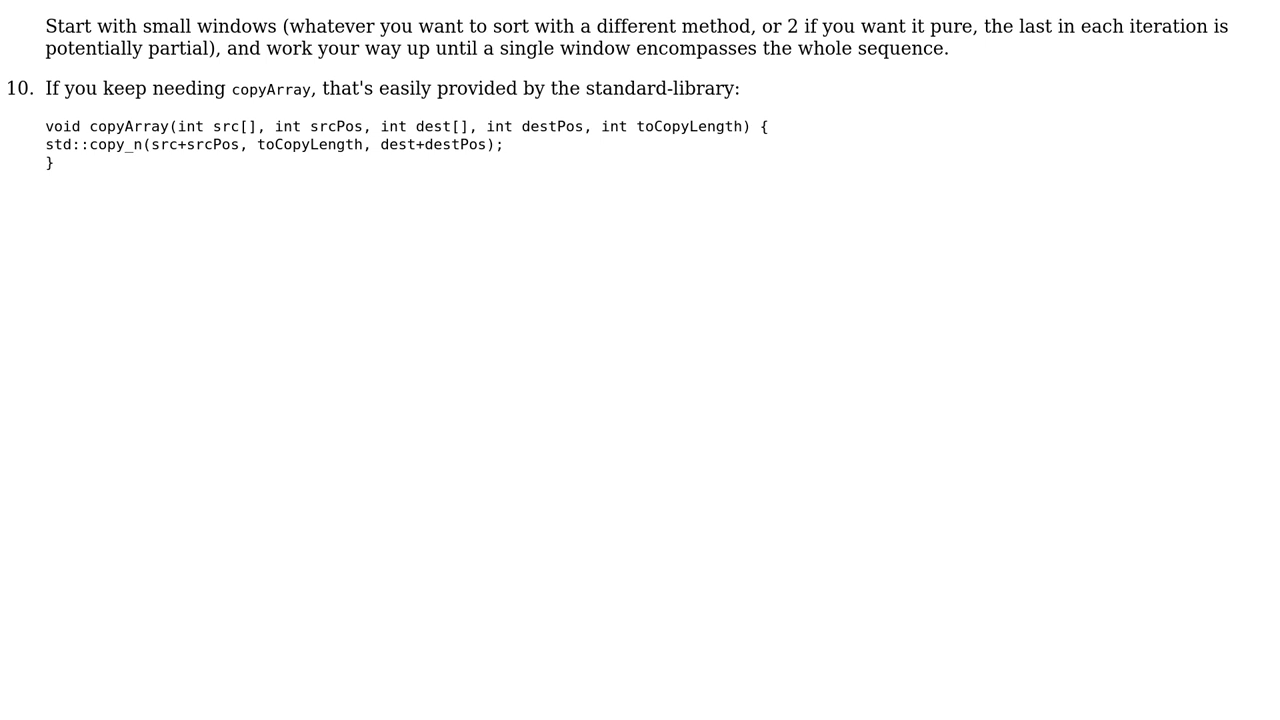 Start with small windows (whatever you want to sort with a different method, or 2 if you want it pure, the last in each iteration is
potentially partial), and work your way up until a single window encompasses the whole sequence.
10. If you keep needing copyArray, that's easily provided by the standard-library:
void copyArray(int src[], int srcPos, int dest[], int destPos, int toCopyLength) {
std::copy_n(src+srcPos, toCopyLength, dest+destPos);
}